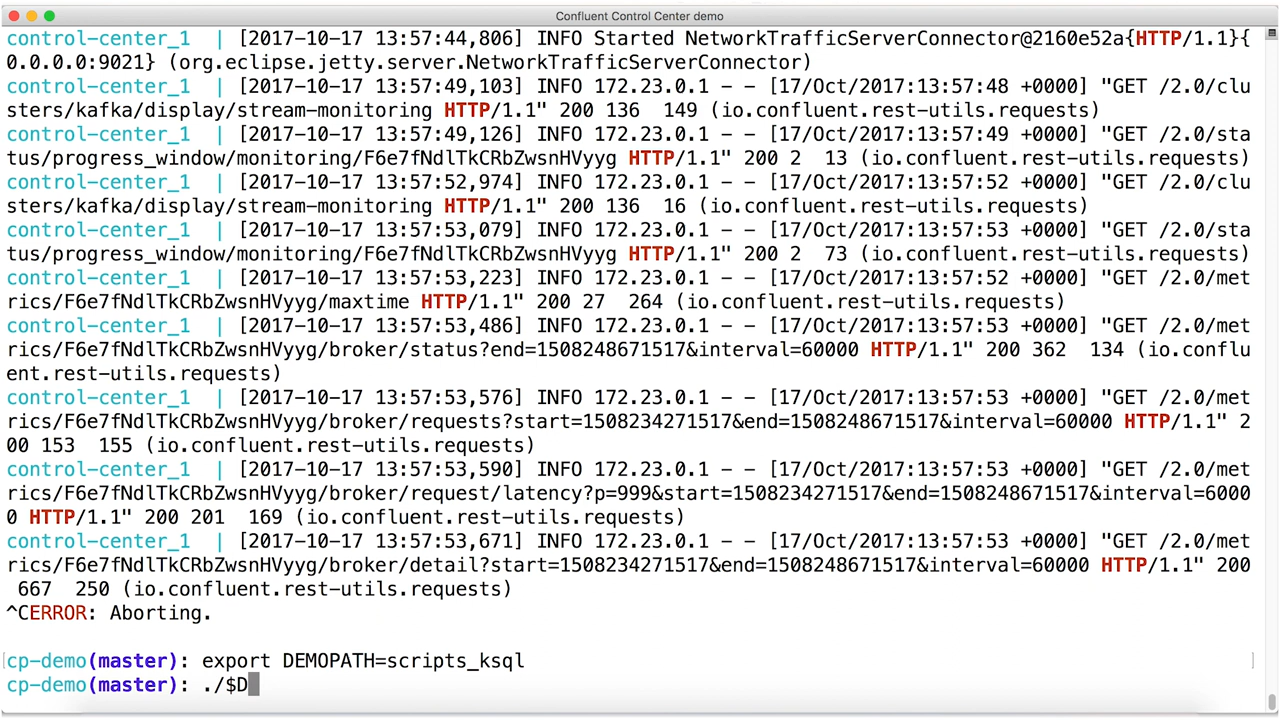 Confluent Control Center demo
control-center_1  | [2017-10-17 13:57:44,806] INFO Started NetworkTrafficServerConnector@2160e52a{HTTP/1.1}{
0.0.0.0:9021} (org.eclipse.jetty.server.NetworkTrafficServerConnector)
control-center_1  | [2017-10-17 13:57:49,103] INFO 172.23.0.1 - - [17/Oct/2017:13:57:48 +0000] "GET /2.0/clu
sters/kafka/display/stream-monitoring HTTP/1.1" 200 136  149 (io.confluent.rest-utils.requests)
control-center_1  | [2017-10-17 13:57:49,126] INFO 172.23.0.1 - - [17/Oct/2017:13:57:49 +0000] "GET /2.0/sta
tus/progress_window/monitoring/F6e7fNdlTkCRbZwsnHVyyg HTTP/1.1" 200 2  13 (io.confluent.rest-utils.requests)
control-center_1  | [2017-10-17 13:57:52,974] INFO 172.23.0.1 - - [17/Oct/2017:13:57:52 +0000] "GET /2.0/clu
sters/kafka/display/stream-monitoring HTTP/1.1" 200 136  16 (io.confluent.rest-utils.requests)
control-center_1  | [2017-10-17 13:57:53,079] INFO 172.23.0.1 - - [17/Oct/2017:13:57:53 +0000] "GET /2.0/sta
tus/progress_window/monitoring/F6e7fNdlTkCRbZwsnHVyyg HTTP/1.1" 200 2  73 (io.confluent.rest-utils.requests)
control-center_1  | [2017-10-17 13:57:53,223] INFO 172.23.0.1 - - [17/Oct/2017:13:57:52 +0000] "GET /2.0/met
rics/F6e7fNdlTkCRbZwsnHVyyg/maxtime HTTP/1.1" 200 27  264 (io.confluent.rest-utils.requests)
control-center_1  | [2017-10-17 13:57:53,486] INFO 172.23.0.1 - - [17/Oct/2017:13:57:53 +0000] "GET /2.0/met
rics/F6e7fNdlTkCRbZwsnHVyyg/broker/status?end=1508248671517&interval=60000 HTTP/1.1" 200 362  134 (io.conflu
ent.rest-utils.requests)
control-center_1  | [2017-10-17 13:57:53,576] INFO 172.23.0.1 - - [17/Oct/2017:13:57:53 +0000] "GET /2.0/met
rics/F6e7fNdlTkCRbZwsnHVyyg/broker/requests?start=1508234271517&end=1508248671517&interval=60000 HTTP/1.1" 2
00 153  155 (io.confluent.rest-utils.requests)
control-center_1  | [2017-10-17 13:57:53,590] INFO 172.23.0.1 - - [17/Oct/2017:13:57:53 +0000] "GET /2.0/met
rics/F6e7fNdlTkCRbZwsnHVyyg/broker/request/latency?p=999&start=1508234271517&end=1508248671517&interval=6000
0 HTTP/1.1" 200 201  169 (io.confluent.rest-utils.requests)
control-center_1  | [2017-10-17 13:57:53,671] INFO 172.23.0.1 - - [17/Oct/2017:13:57:53 +0000] "GET /2.0/met
rics/F6e7fNdlTkCRbZwsnHVyyg/broker/detail?start=1508234271517&end=1508248671517&interval=60000 HTTP/1.1" 200
 667  250 (io.confluent.rest-utils.requests)
^CERROR: Aborting.
cp-demo(master): export DEMOPATH=scripts_ksql
cp-demo(master): ./$D